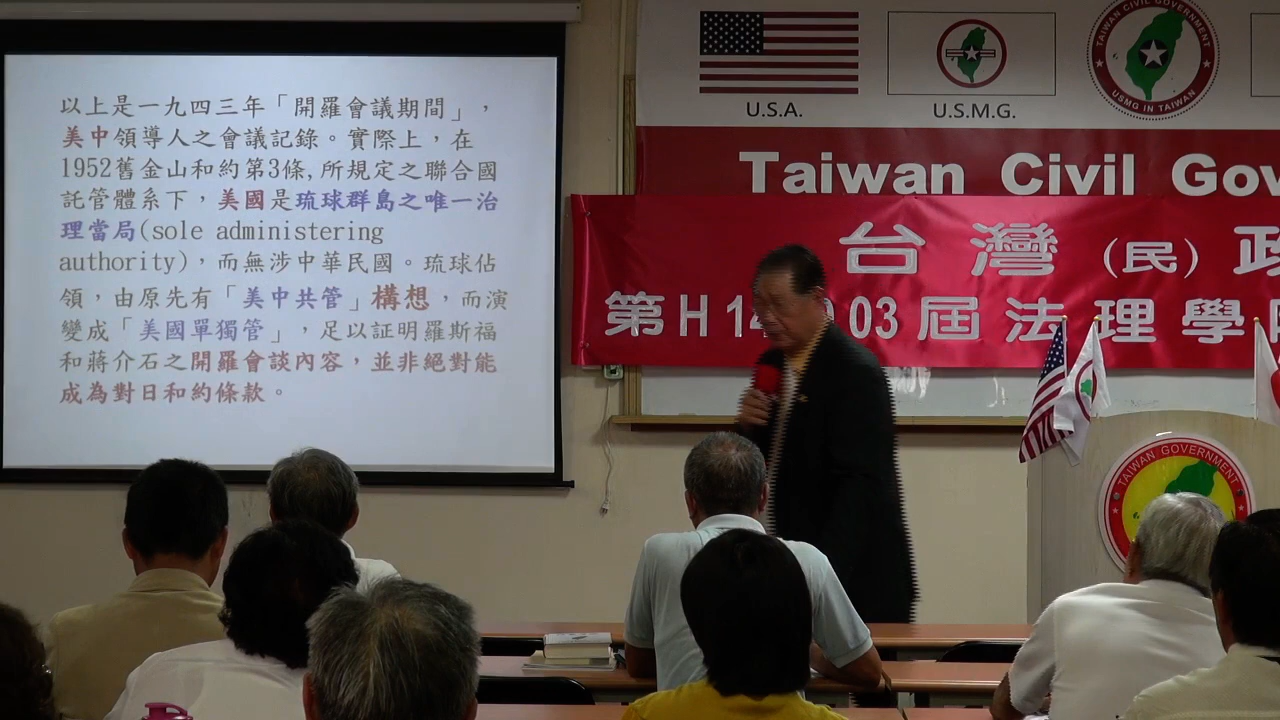 以上是一九四三年「開羅會議期間」，
美中領導人之會議記錄。實際上，在
1952舊金山和約第3條,所規定之聯合國
託管體系下，美國是琉球群島之唯一治
理當局(sole administering
authority)，而無涉中華民國。琉球佔
領，由原先有「美中共管」構想，而演
變成「美國單獨管」，足以証明羅斯福
和蔣介石之開羅會談內容，並非絕對能
成為對日和約條款。
U.S.A.
U.S.M.G.
TAIWAN CIVIL GOVERNMENT
USMG IN TAIWAN
Taiwan Civil Gov
台灣(民)政
第H14 03屆法理學
TAIWAN GOVERNMENT